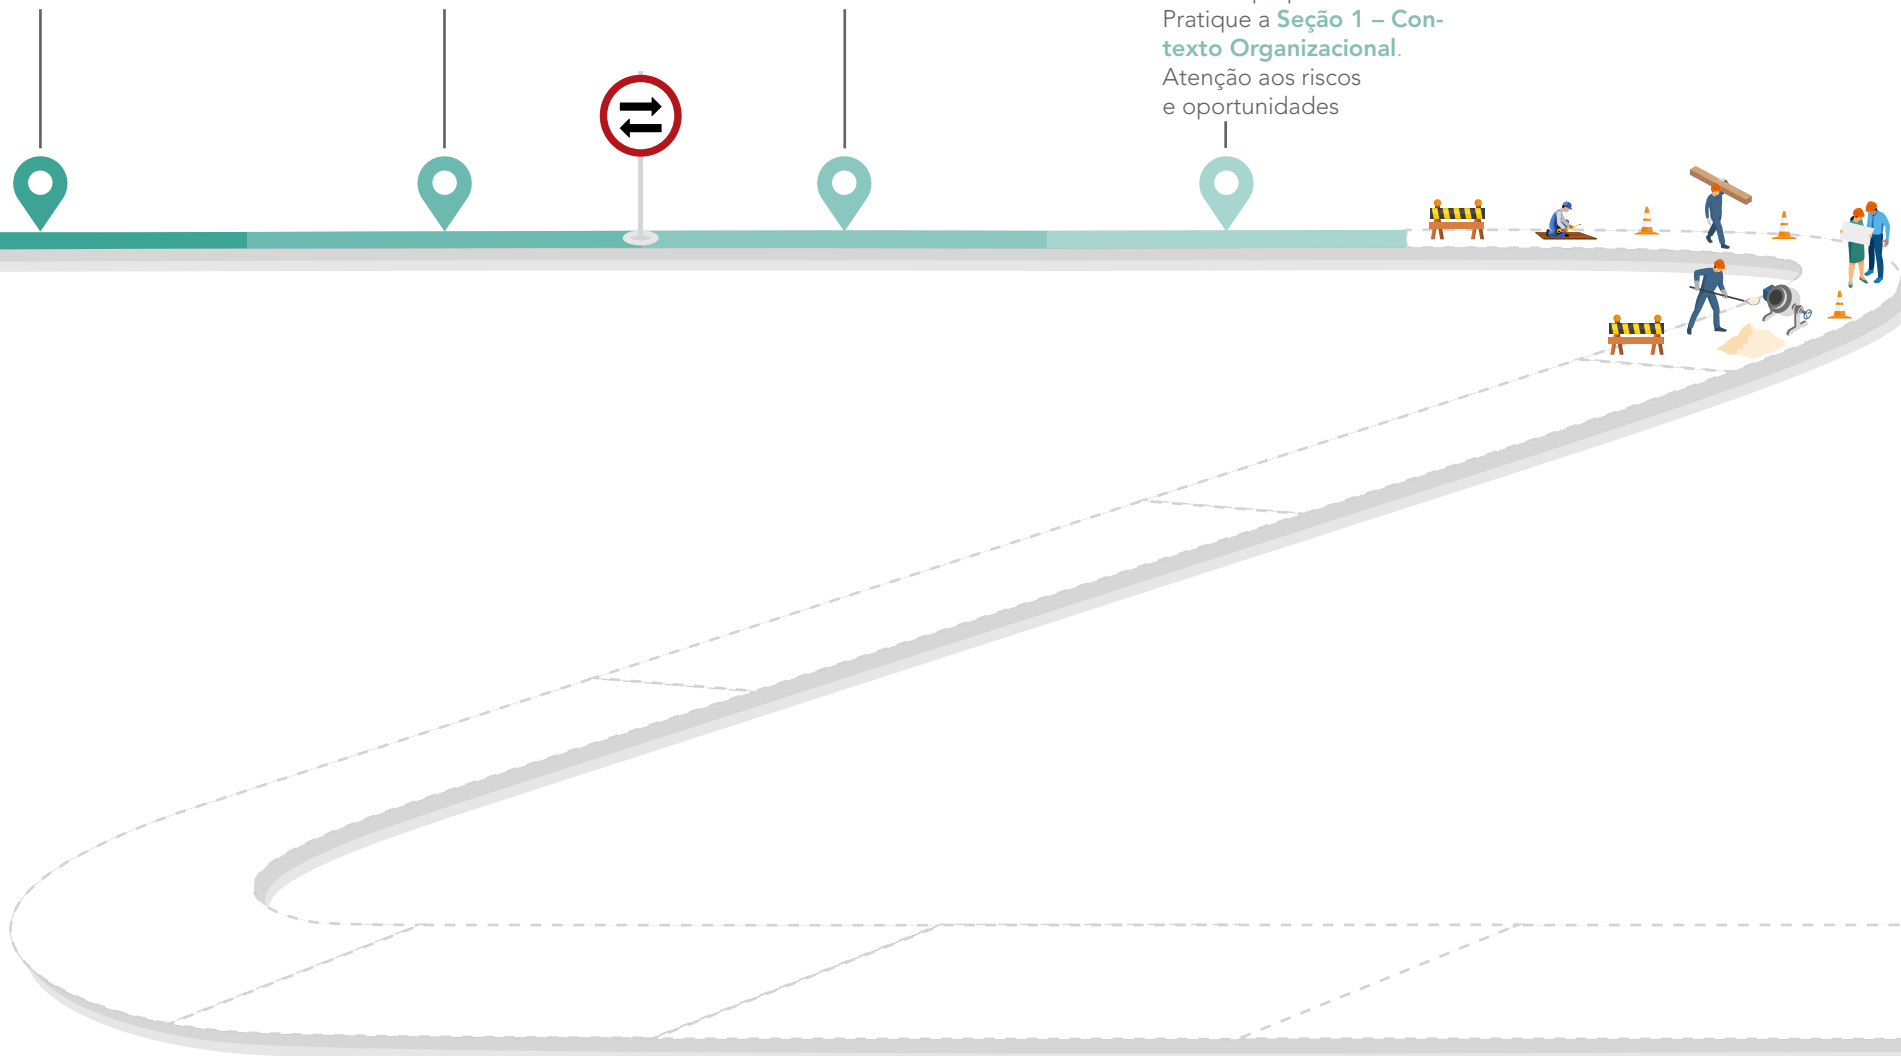 Pratique a Seção 1 – Con-
texto Organizacional.
Atenção aos riscos
e oportunidades